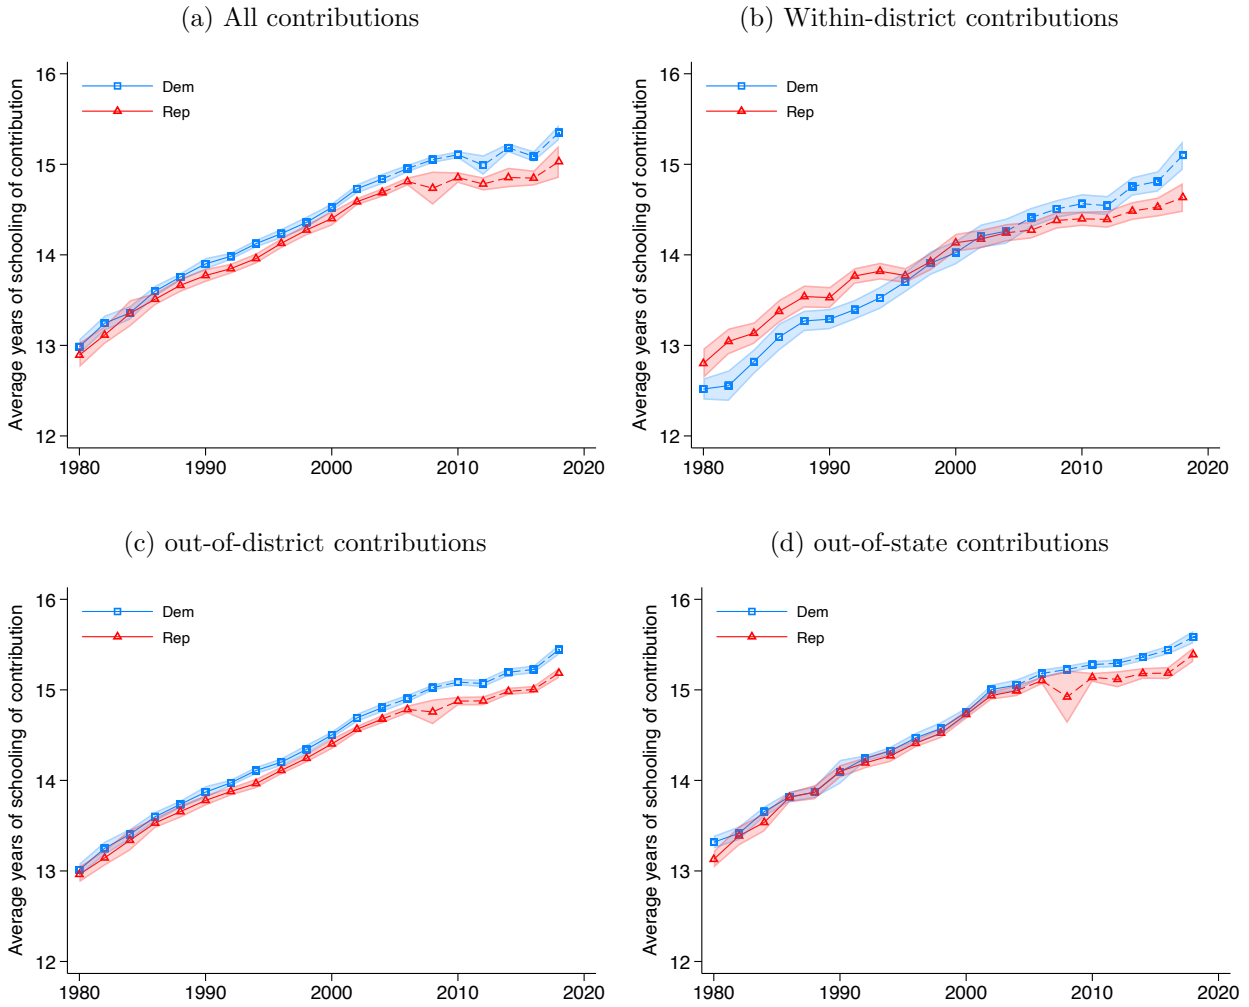 (a) All contributions
Average years of schooling of contribution
16
15
14
13
12
Dem
Rep
1980
1990
2000
2010
2020
(b) Within-district contributions
Average years of schooling of contribution
16
15
14
13
12
Dem
Rep
1980
1990
2000
2010
2020
(c) out-of-district contributions
Average years of schooling of contribution
16
15
14
13
12
Dem
Rep
1980
1990
2000
2010
2020
(d) out-of-state contributions
Average years of schooling of contribution
16
15
14
13
12
Dem
Rep
1980
1990
2000
2010
2020